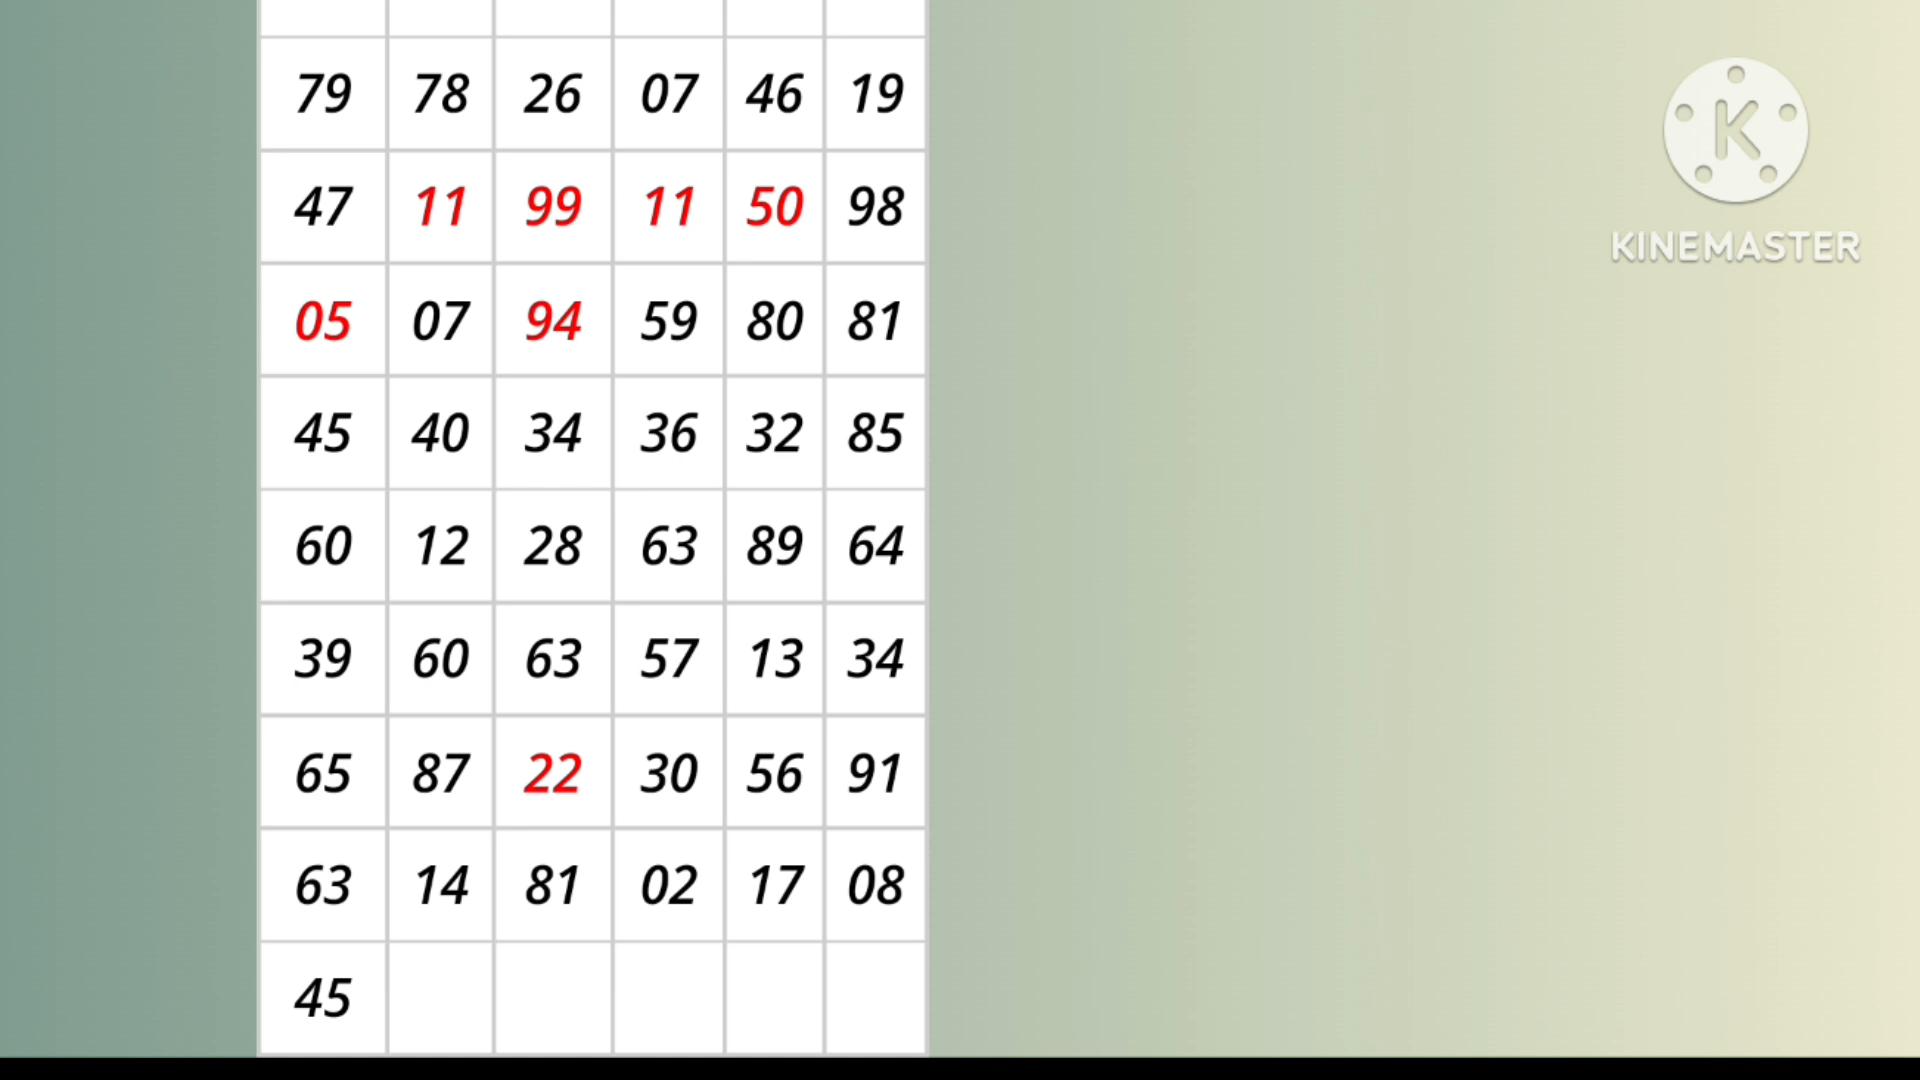 79 78 26 07 46 19
47 11 99 11 50 98
05 07 94 59 80 81
45 40 34 36 32 85
60 12 28 63 89 64
39 60 63 57 13 34
65 87 22 30 56 91
63 14 81 02 17 08
45
K
KINEMASTER